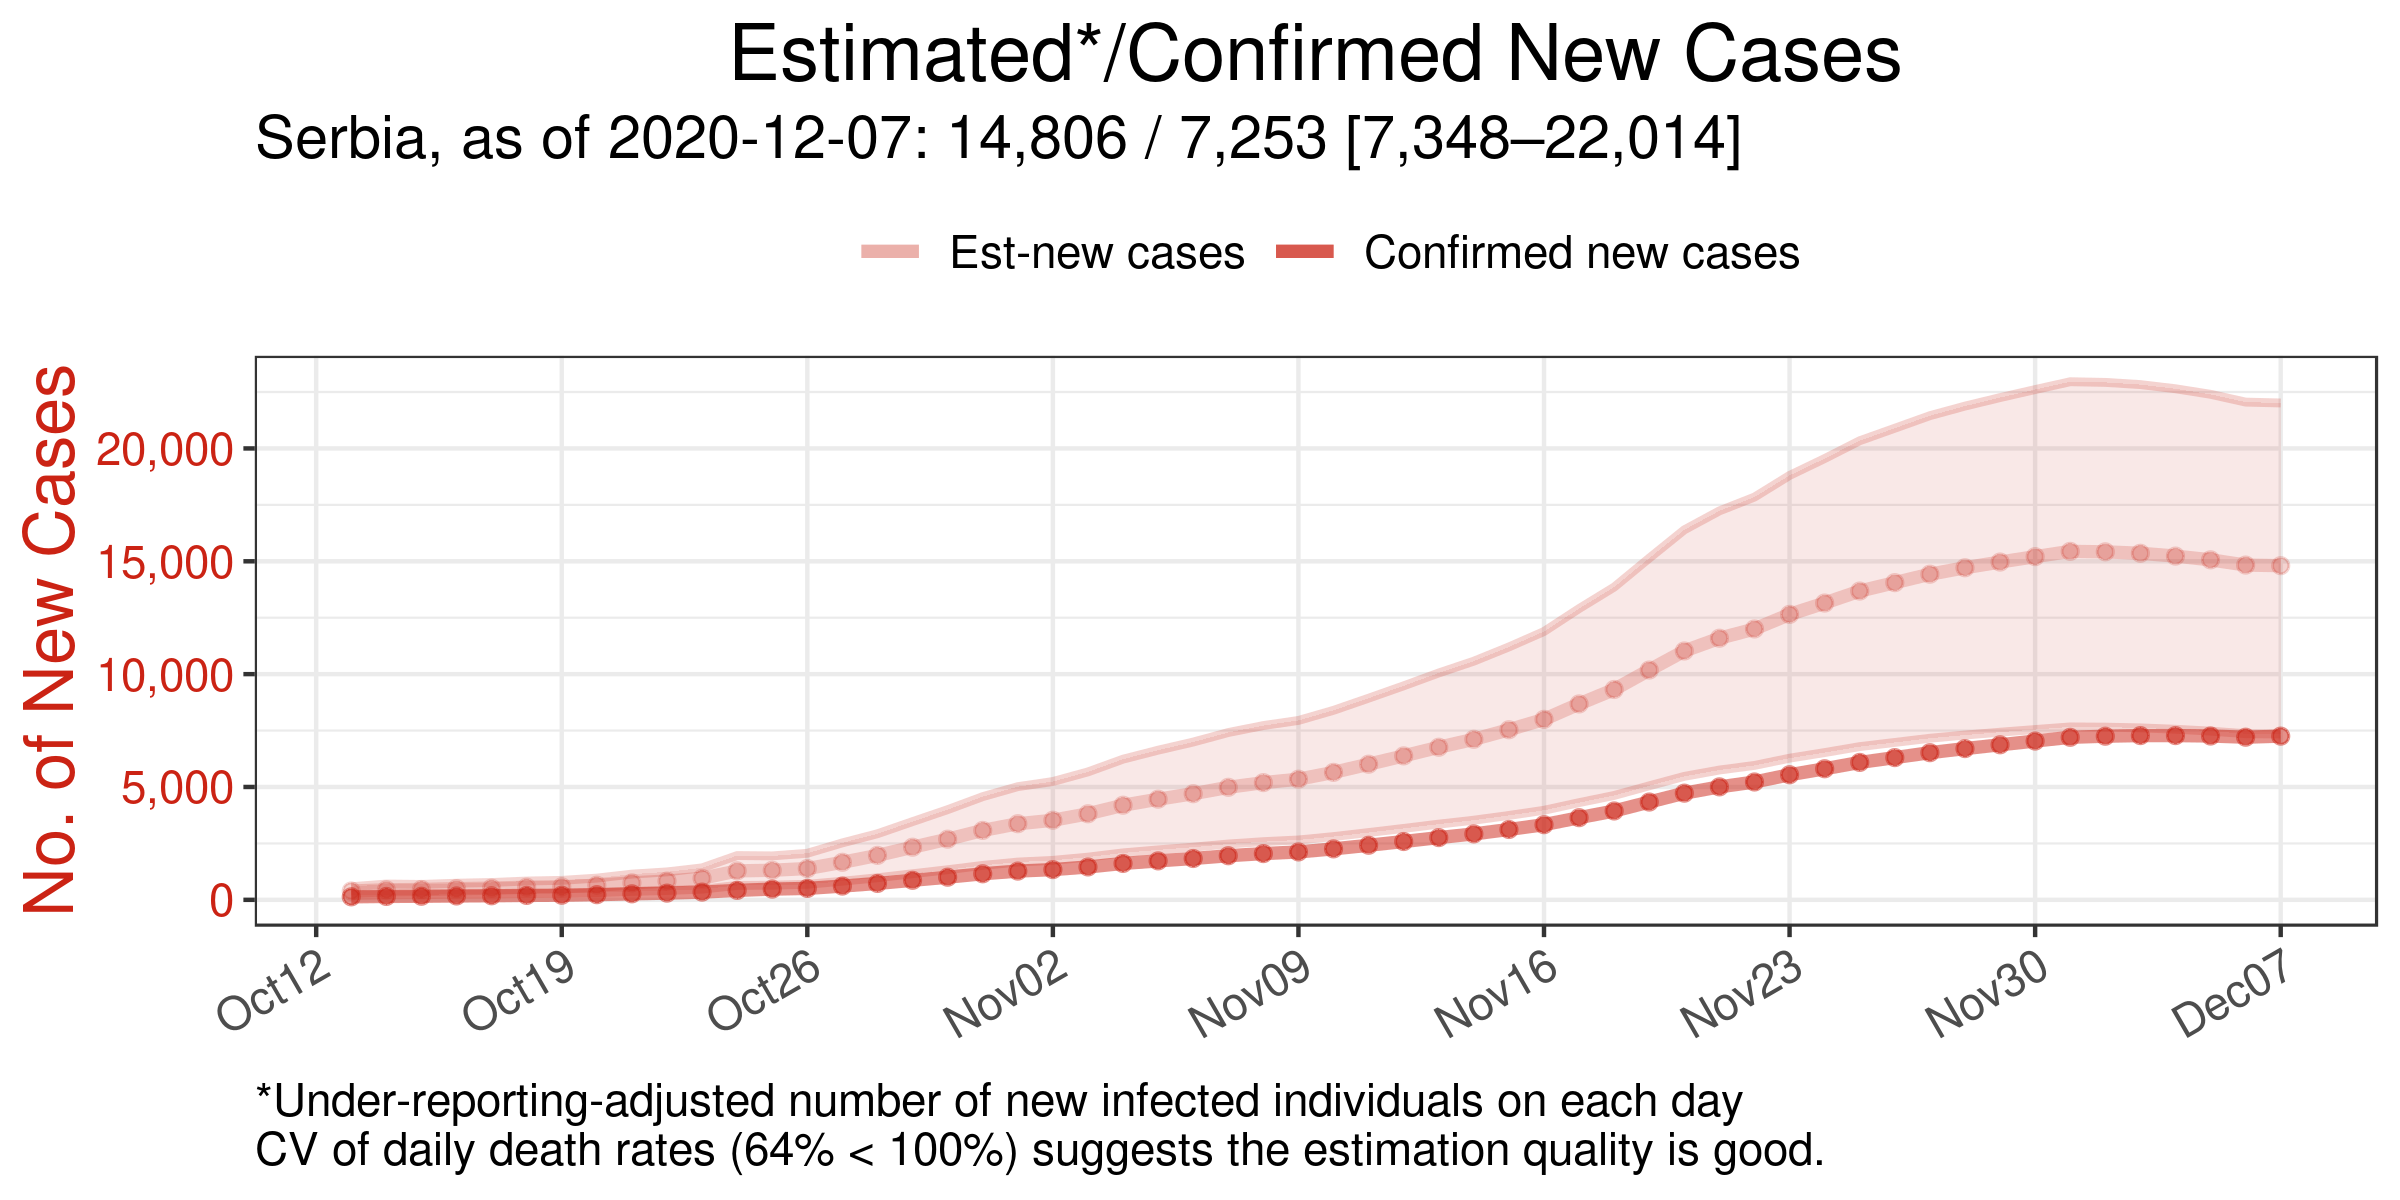 Estimated*/Confirmed New Cases
Serbia, as of 2020-12-07: 14,806 / 7,253 [7,348–22,014]
Est-new cases
Confirmed new cases
No. of New Cases
20,000
15,000
10,000
5,000
0
Oct12
Oct19
Oct26
Nov02
Nov09
Nov16
Nov23
Nov30
Dec07
*Under-reporting-adjusted number of new infected individuals on each day
CV of daily death rates (64% < 100%) suggests the estimation quality is good.